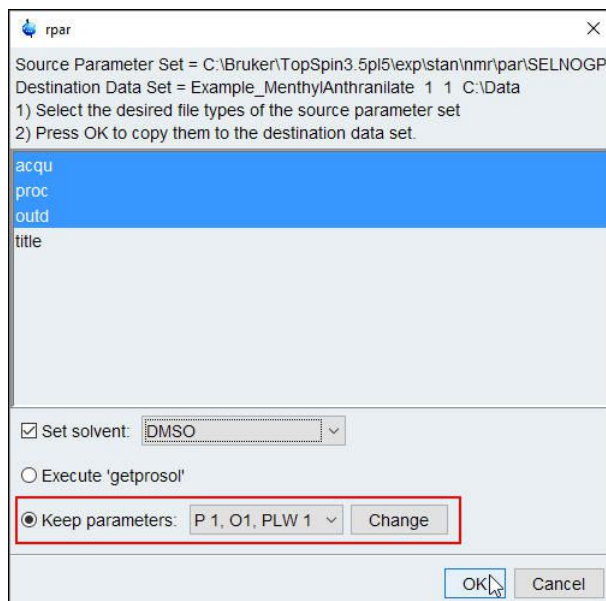 rpar
Source Parameter Set = C:\Bruker\TopSpin3.5pl5\exp\stan\nmr\par\SELNOGP
Destination Data Set = Example_MenthylAnthranilate 1 1 C:\Data
1) Select the desired file types of the source parameter set
2) Press OK to copy them to the destination data set.
acqu
proc
outd
title
Set solvent: DMSO
Execute 'getprosol'
Keep parameters: P 1, O1, PLW 1 Change
OK Cancel